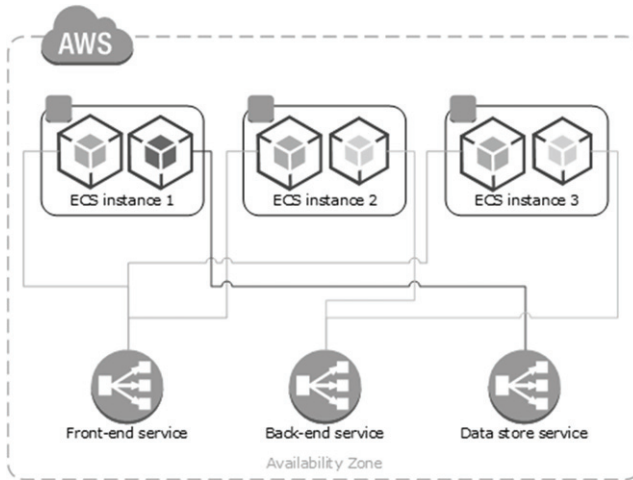 AWS
ECS instance 1
ECS instance 2
ECS instance 3
Front-end service
Back-end service
Data store service
Availability Zone